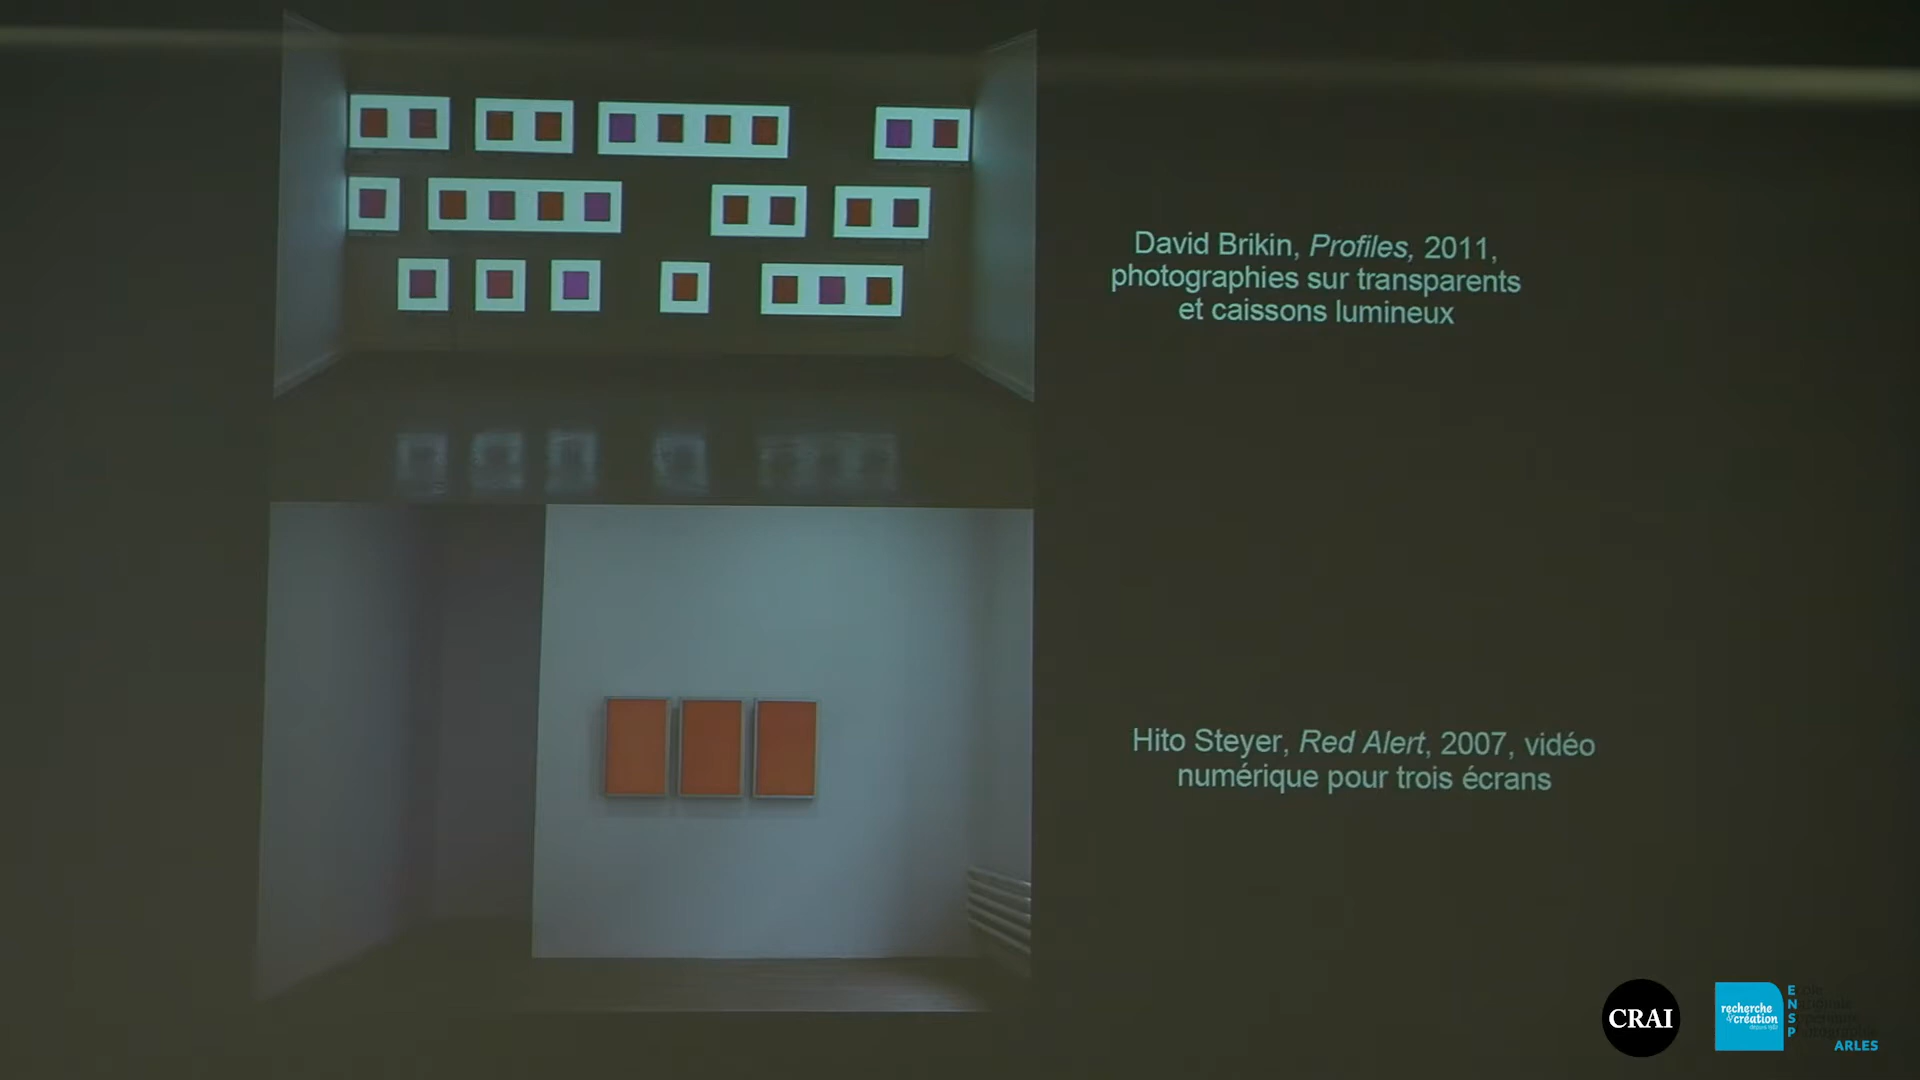 David Brikin, Profiles, 2011,
photographies sur transparents
et caissons lumineux
Hito Steyer, Red Alert, 2007, vidéo
numérique pour trois écrans
CRAI
recherche
&création
ENSP
ARLES